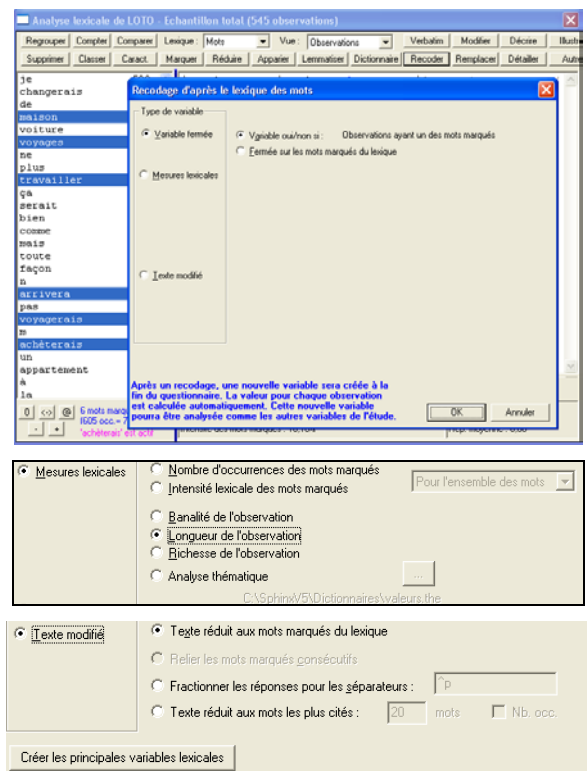 Analyse lexicale de LOTO - Echantillon total (545 observations)
Regrouper Compter Comparer Lexique : Mots Vue : Observations Verbatim Modifier Décrire
Supprimer Classer Caract. Marquer Réduire Apparier Lemmatiser Dictionnaire Recoder Remplacer Détailler
je
changerais
de
maison
voiture
voyages
ne
plus
travailler
ça
serait
bien
comme
mais
toute
façon
n
arrivera
pas
voyagerais
m
achèterais
un
appartement
à
la
Recodage d'après le lexique des mots
Type de variable
Variable fermée
Variable oui/non si : Observations ayant un des mots marqués
Fermée sur les mots marqués du lexique
Mesures lexicales
Texte modifié
Après un recodage, une nouvelle variable sera créée à la
fin du questionnaire. La valeur pour chaque observation
est calculée automatiquement. Cette nouvelle variable
pourra être analysée comme les autres variables de l'étude.
OK Annuler
0 <-> @ 6 mots
- + 'achèterais' est actif
Mesures lexicales
Nombre d'occurrences des mots marqués
Intensité lexicale des mots marqués
Pour l'ensemble des mots
Banalité de l'observation
Longueur de l'observation
Richesse de l'observation
Analyse thématique ...
C:\SphinxV5\Dictionnaires\valeurs.the
Texte modifié
Texte réduit aux mots marqués du lexique
Relier les mots marqués consécutifs
Fractionner les réponses pour les séparateurs : ^p
Texte réduit aux mots les plus cités : 20 mots Nb. occ.
Créer les principales variables lexicales